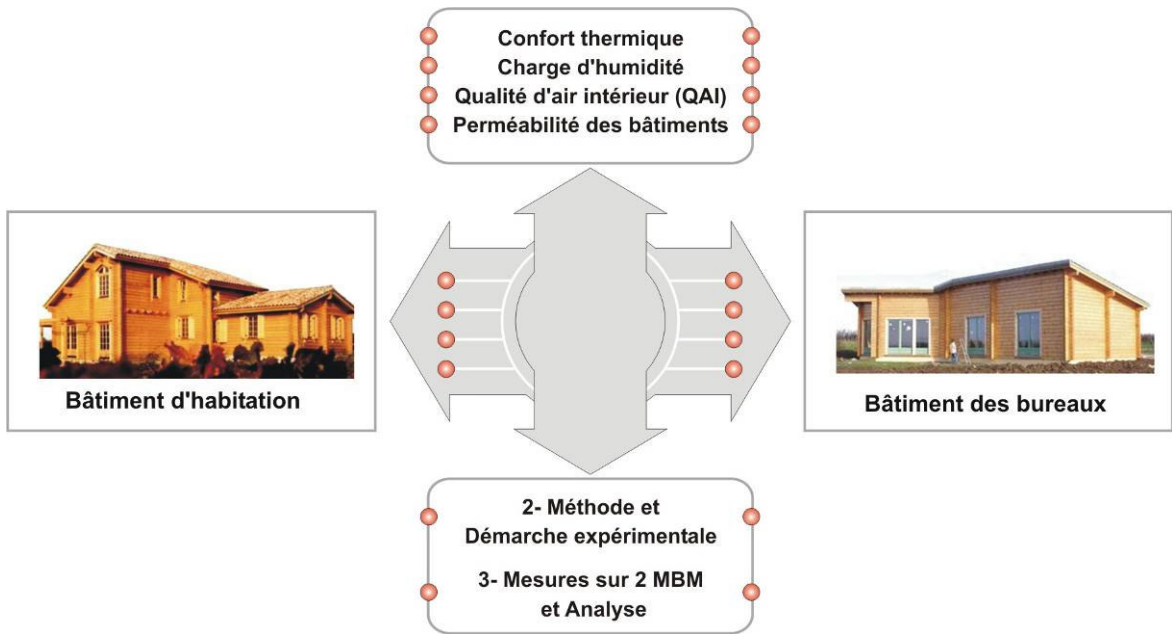 Confort thermique
Charge d'humidité
Qualité d'air intérieur (QAI)
Perméabilité des bâtiments
Bâtiment d'habitation
Bâtiment des bureaux
2- Méthode et
Démarche expérimentale
3- Mesures sur 2 MBM
et Analyse